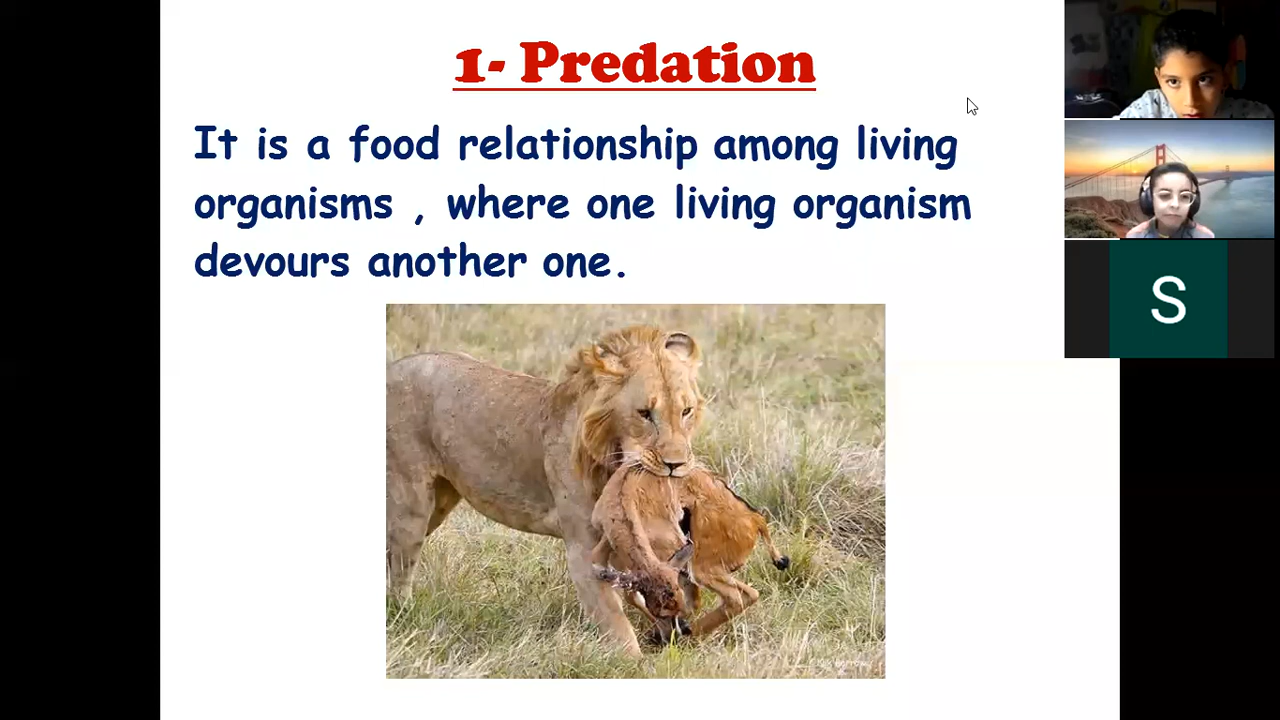 1- Predation
It is a food relationship among living
organisms , where one living organism
devours another one.
S